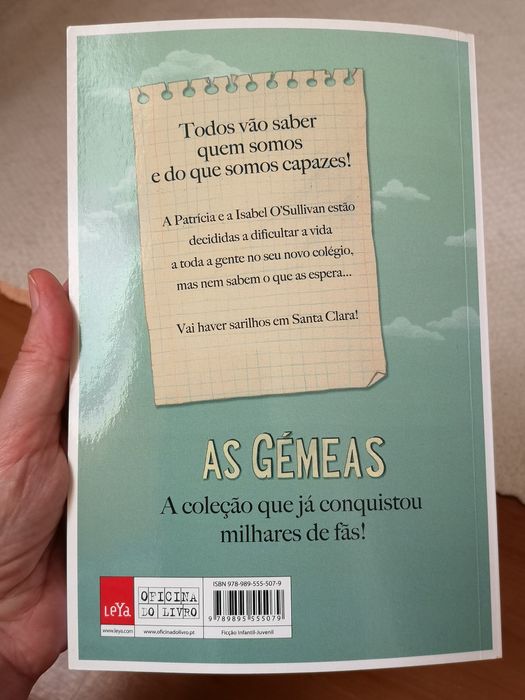 Todos vão saber
quem somos
e do que somos capazes!
A Patrícia e a Isabel O'Sullivan estão
decididas a dificultar a vida
a toda a gente no seu novo colégio,
mas nem sabem o que as espera...
Vai haver sarilhos em Santa Clara!
AS GÉMEAS
A coleção que já conquistou
milhares de fãs!
LEYA
www.leya.com
OFICINA
DO LIVRO
www.oficinadolivro.pt
ISBN 978-989-555-507-9
9 789895 555079
Ficção Infantil-Juvenil